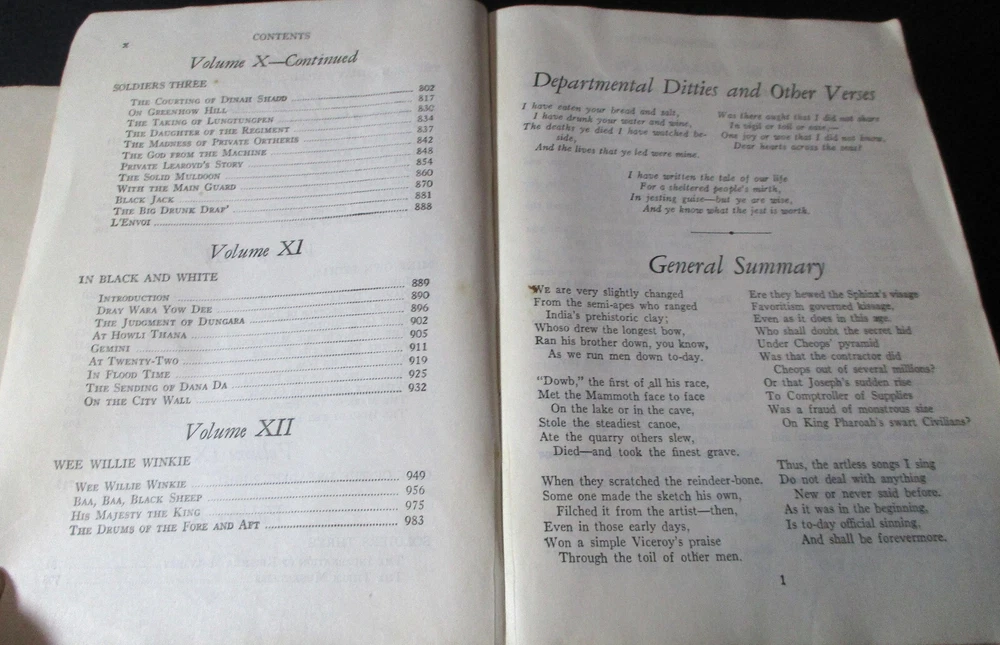 x
CONTENTS
Volume X—Continued
SOLDIERS THREE
THE COURTING OF DINAH SHADD 802
ON GREENHOW HILL 817
THE TAKING OF LUNGTUNGPEN 830
THE DAUGHTER OF THE REGIMENT 834
THE MADNESS OF PRIVATE ORTHERIS 837
THE GOD FROM THE MACHINE 842
PRIVATE LEAROYD'S STORY 848
THE SOLID MULDOON 854
WITH THE MAIN GUARD 860
BLACK JACK 870
THE BIG DRUNK DRAF' 881
L'ENVOI 888
Volume XI
IN BLACK AND WHITE
INTRODUCTION 889
DRAY WARA YOW DEE 890
THE JUDGMENT OF DUNGARA 896
AT HOWLI THANA 902
GEMINI 905
AT TWENTY-TWO 911
IN FLOOD TIME 919
THE SENDING OF DANA DA 925
ON THE CITY WALL 932
Volume XII
WEE WILLIE WINKIE
WEE WILLIE WINKIE 949
BAA, BAA, BLACK SHEEP 956
HIS MAJESTY THE KING 975
THE DRUMS OF THE FORE AND AFT 983
Departmental Ditties and Other Verses
I have eaten your bread and salt,
I have drunk your water and wine,
The deaths ye died I have watched be-
side,
And the lives that ye led were mine.
Was there aught that I did not share
In vigil or toil or ease,—
One joy or woe that I did not know,
Dear hearts across the seas?
I have written the tale of our life
For a sheltered people's mirth,
In jesting guise—but ye are wise,
And ye know what the jest is worth.
General Summary
WE are very slightly changed
From the semi-apes who ranged
India's prehistoric clay;
Whoso drew the longest bow,
Ran his brother down, you know,
As we run men down to-day.
"Dowb," the first of all his race,
Met the Mammoth face to face
On the lake or in the cave,
Stole the steadiest canoe,
Ate the quarry others slew,
Died—and took the finest grave.
When they scratched the reindeer-bone.
Some one made the sketch his own,
Filched it from the artist—then,
Even in those early days,
Won a simple Viceroy's praise
Through the toil of other men.
Ere they hewed the Sphinx's visage
Favoritism governed kissage,
Even as it does in this age.
Who shall doubt the secret hid
Under Cheops' pyramid
Was that the contractor did
Cheops out of several millions?
Or that Joseph's sudden rise
To Comptroller of Supplies
Was a fraud of monstrous size
On King Pharoah's swart Civilians?
Thus, the artless songs I sing
Do not deal with anything
New or never said before.
As it was in the beginning,
Is to-day official sinning,
And shall be forevermore.
1